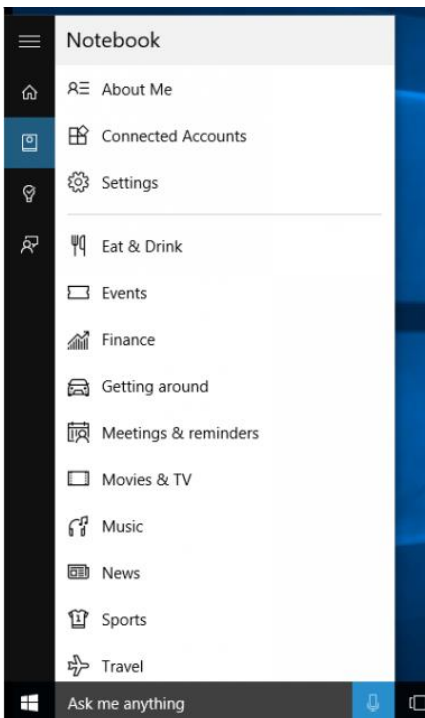 Notebook
About Me
Connected Accounts
Settings
Eat & Drink
Events
Finance
Getting around
Meetings & reminders
Movies & TV
Music
News
Sports
Travel
Ask me anything